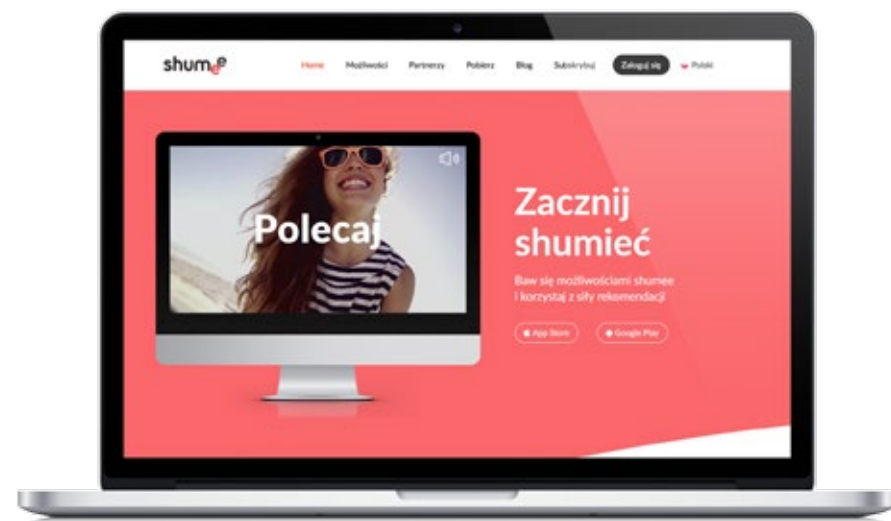 shumee
Home Możliwości Partnerzy Pobierz Blog Subskrybuj Zaloguj się Polski
Polecaj
Zacznij
shumieć
Baw się możliwościami shumee
i korzystaj z siły rekomendacji
App Store Google Play